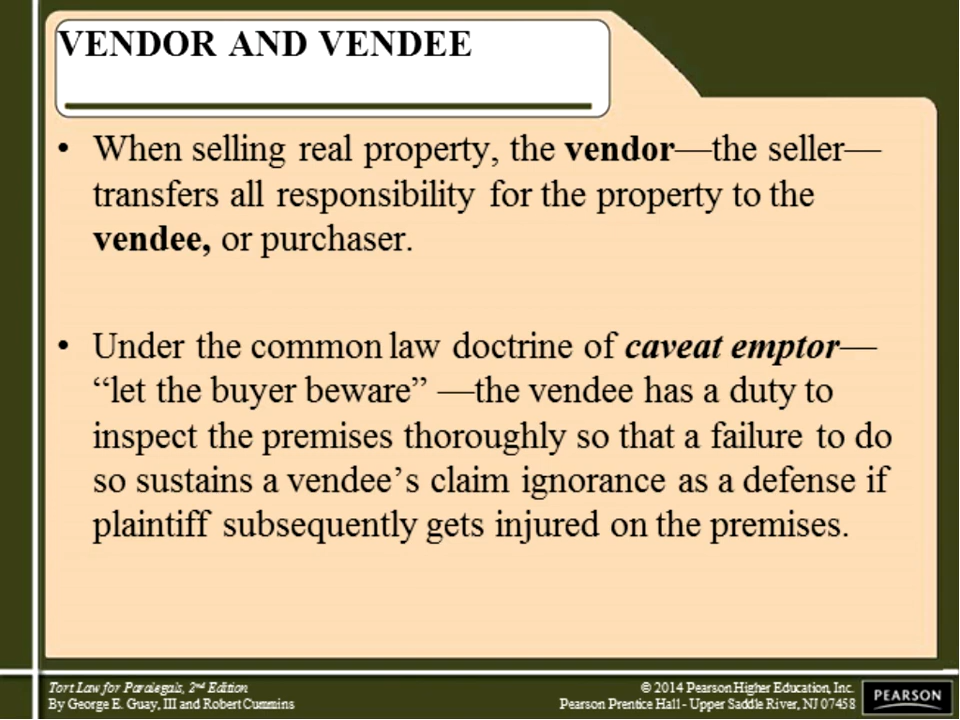 VENDOR AND VENDEE
• When selling real property, the vendor—the seller—
transfers all responsibility for the property to the
vendee, or purchaser.
• Under the common law doctrine of caveat emptor—
“let the buyer beware” —the vendee has a duty to
inspect the premises thoroughly so that a failure to do
so sustains a vendee’s claim ignorance as a defense if
plaintiff subsequently gets injured on the premises.
Tort Law for Paralegals, 2nd Edition
By George E. Guay, III and Robert Cummins
© 2014 Pearson Higher Education, Inc.
Pearson Prentice Hall - Upper Saddle River, NJ 07458
PEARSON